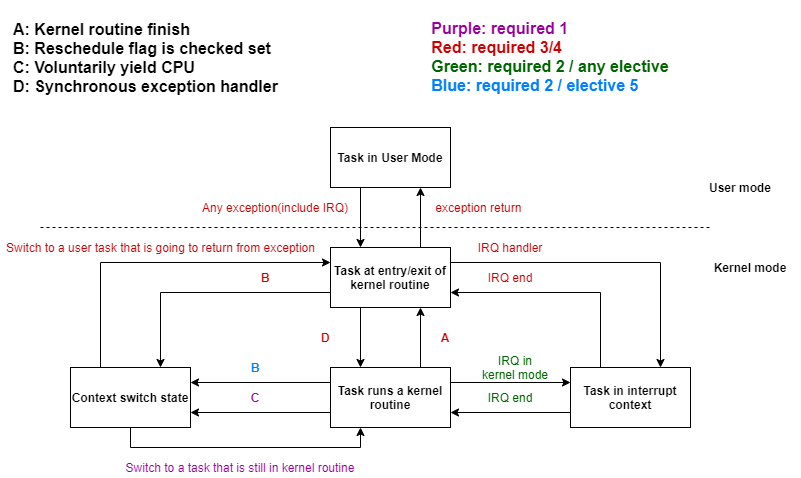 A: Kernel routine finish
B: Reschedule flag is checked set
C: Voluntarily yield CPU
D: Synchronous exception handler
Purple: required 1
Red: required 3/4
Green: required 2 / any elective
Blue: required 2 / elective 5
Task in User Mode
User mode
Any exception(include IRQ)
exception return
Switch to a user task that is going to return from exception
IRQ handler
Kernel mode
Task at entry/exit of
kernel routine
B
IRQ end
D
A
B
IRQ in
kernel mode
Context switch state
C
Task runs a kernel
routine
IRQ end
Task in interrupt
context
Switch to a task that is still in kernel routine